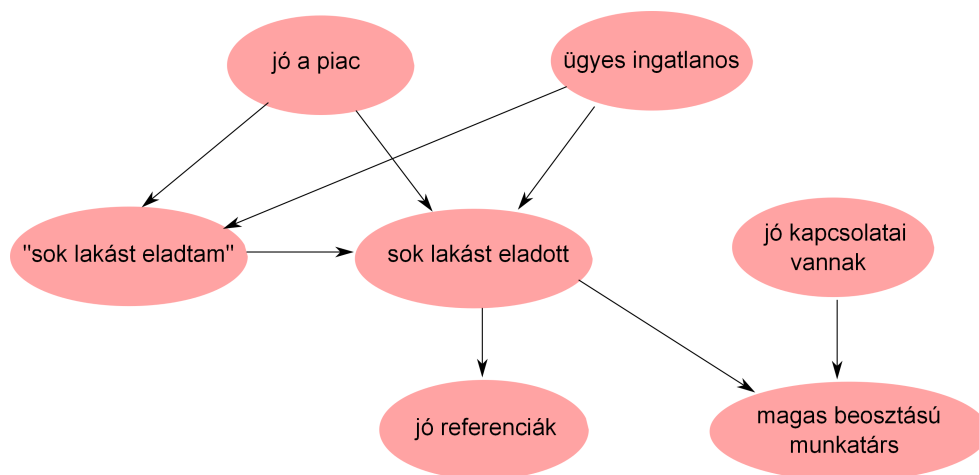 jó a piac
ügyes ingatlanos
"sok lakást eladtam"
sok lakást eladott
jó kapcsolatai
vannak
jó referenciák
magas beosztású
munkatárs